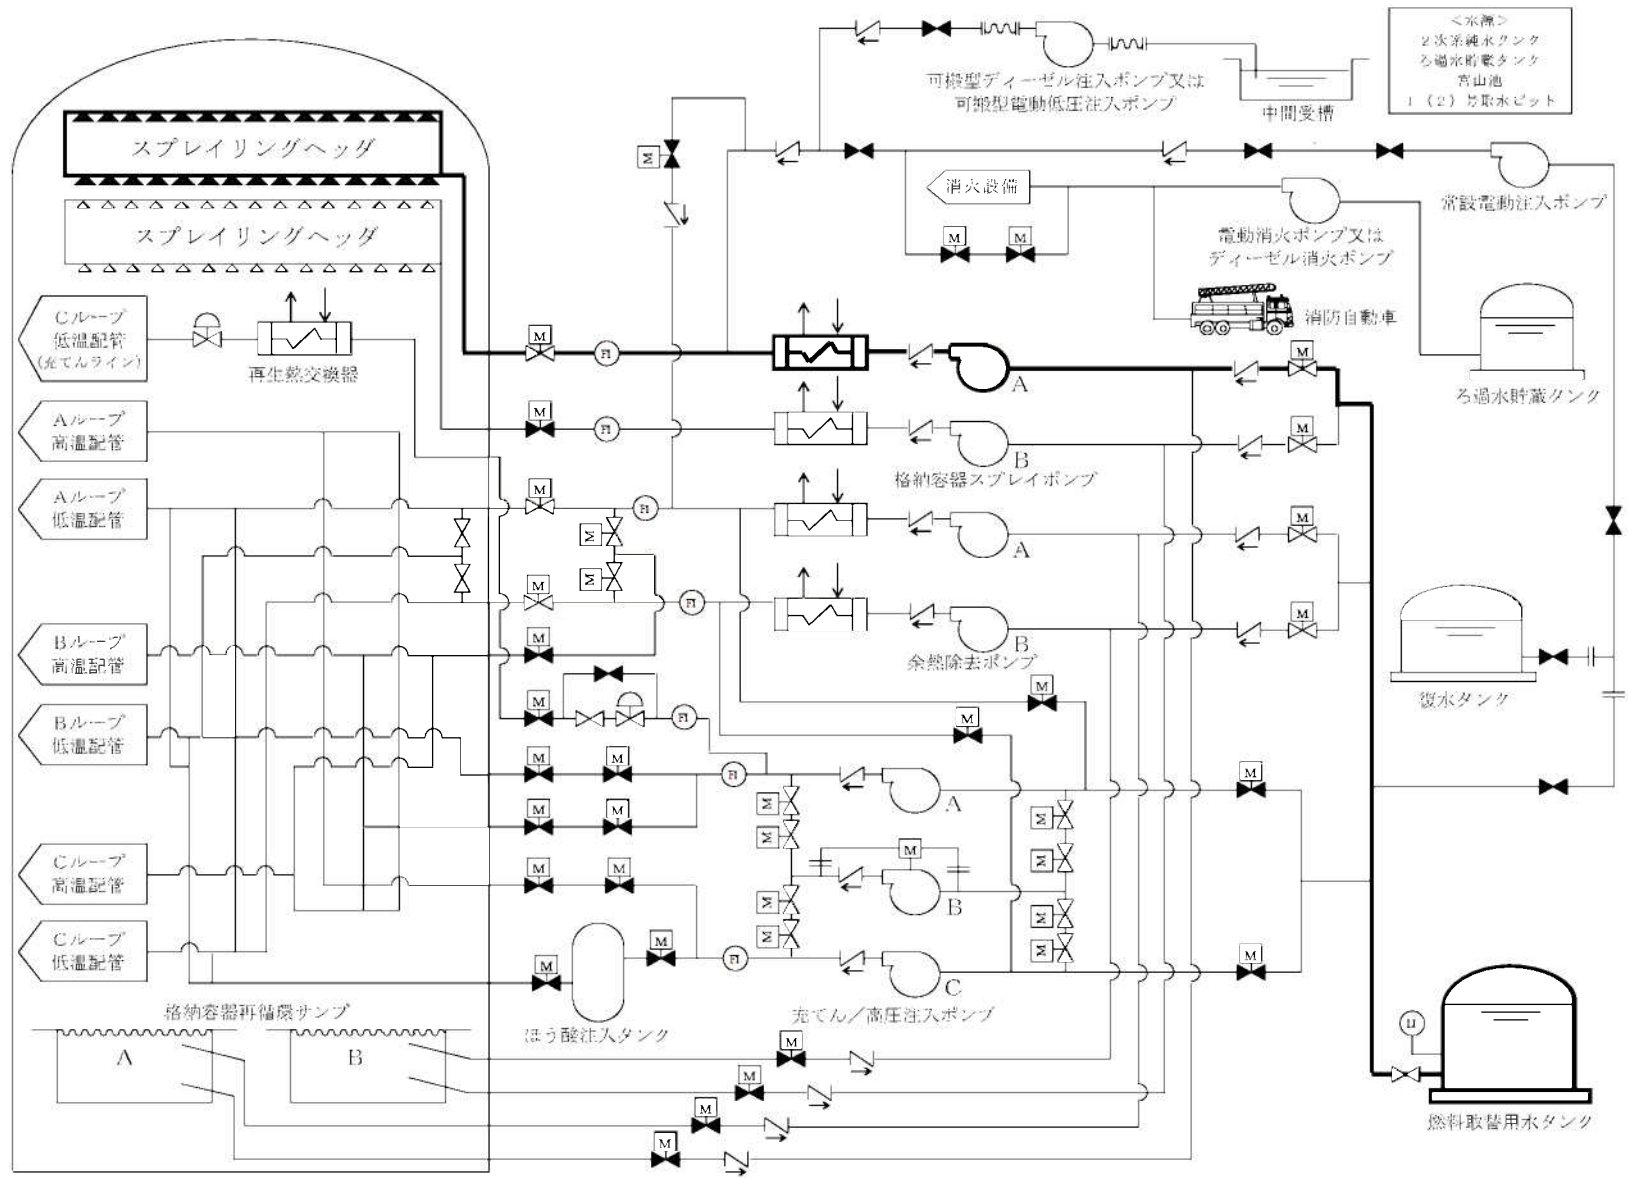 <水源>
2次系純水タンク
ろ過水貯蔵タンク
宮山池
1(2)号取水ピット
可搬型ディーゼル注入ポンプ又は
可搬型電動低圧注入ポンプ
中間受槽
スプレイリングヘッダ
M
消火設備
常設電動注入ポンプ
スプレイリングヘッダ
M
M
電動消火ポンプ又は
ディーゼル消火ポンプ
Cループ
低温配管
(充てんライン)
再生熱交換器
消防自動車
M
FI
A
M
ろ過水貯蔵タンク
Aループ
高温配管
M
FI
B
M
格納容器スプレイポンプ
Aループ
低温配管
M
FI
M
A
M
M
M
FI
B
M
余熱除去ポンプ
Bループ
高温配管
M
復水タンク
M
M
FI
M
Bループ
低温配管
M
M
FI
A
M
M
M
M
M
M
M
Cループ
高温配管
M
M
M
B
M
M
M
M
Cループ
低温配管
M
M
FI
C
M
充てん/高圧注入ポンプ
ほう酸注入タンク
格納容器再循環サンプ
A
B
M
M
M
M
LI
燃料取替用水タンク